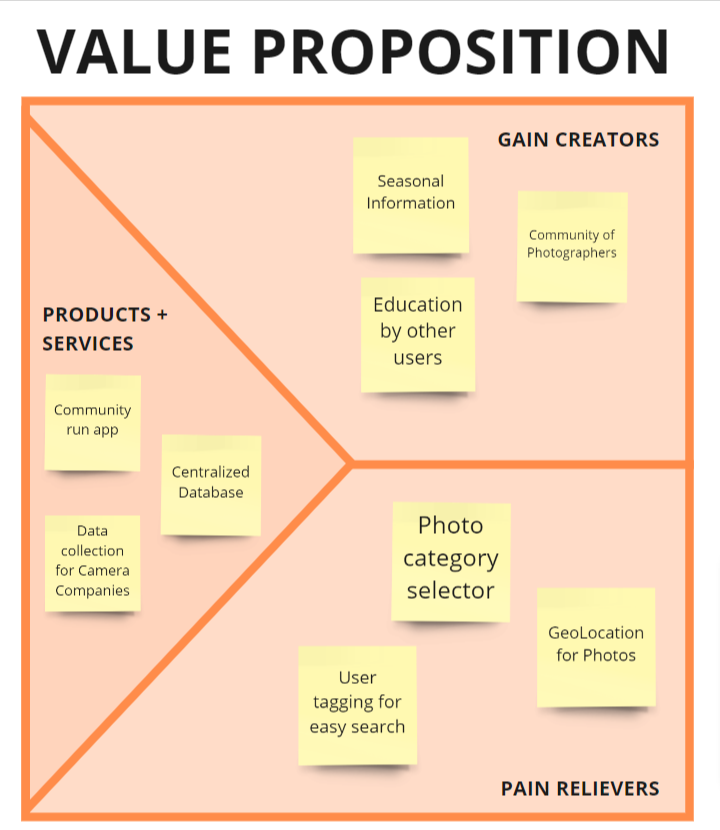 VALUE PROPOSITION
GAIN CREATORS
Seasonal
Information
Community of
Photographers
Education
by other
users
PRODUCTS +
SERVICES
Community
run app
Centralized
Database
Data
collection
for Camera
Companies
Photo
category
selector
GeoLocation
for Photos
User
tagging for
easy search
PAIN RELIEVERS